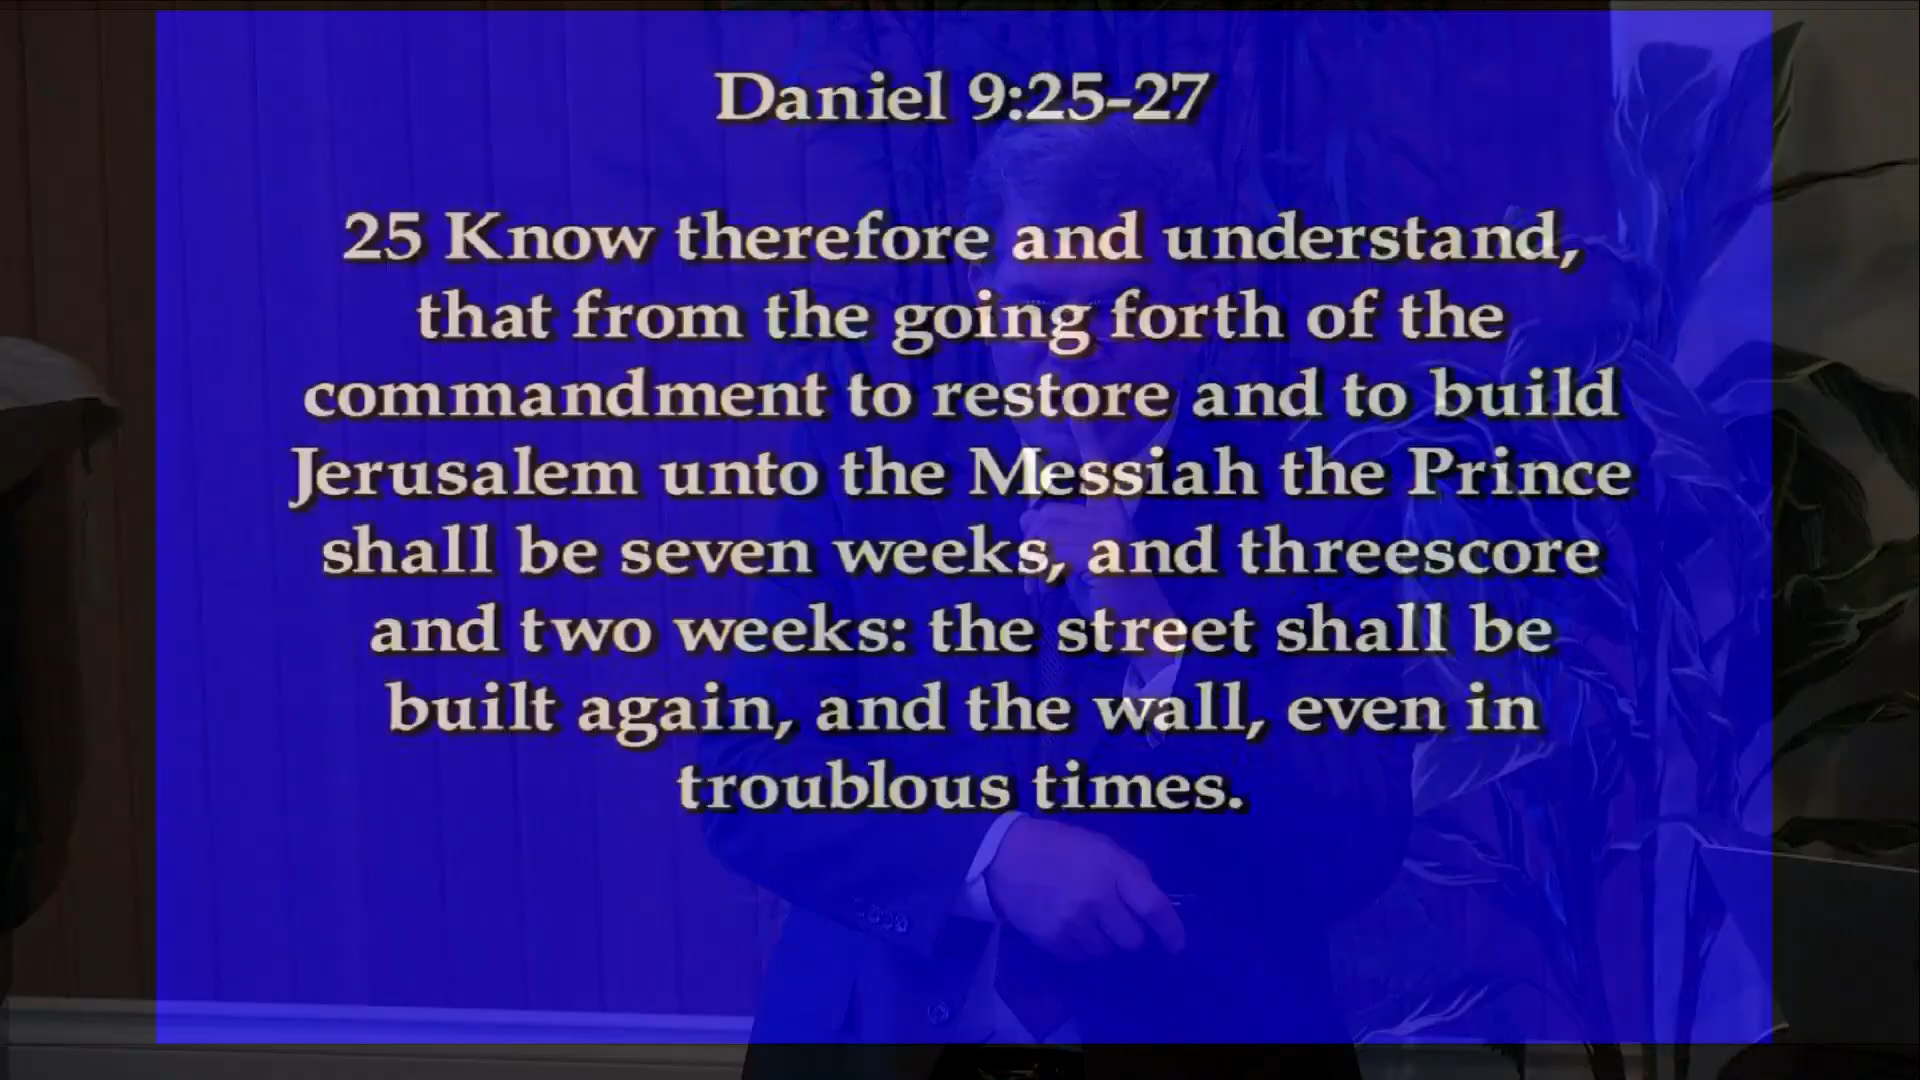 Daniel 9:25-27
25 Know therefore and understand,
that from the going forth of the
commandment to restore and to build
Jerusalem unto the Messiah the Prince
shall be seven weeks, and threescore
and two weeks: the street shall be
built again, and the wall, even in
troublous times.